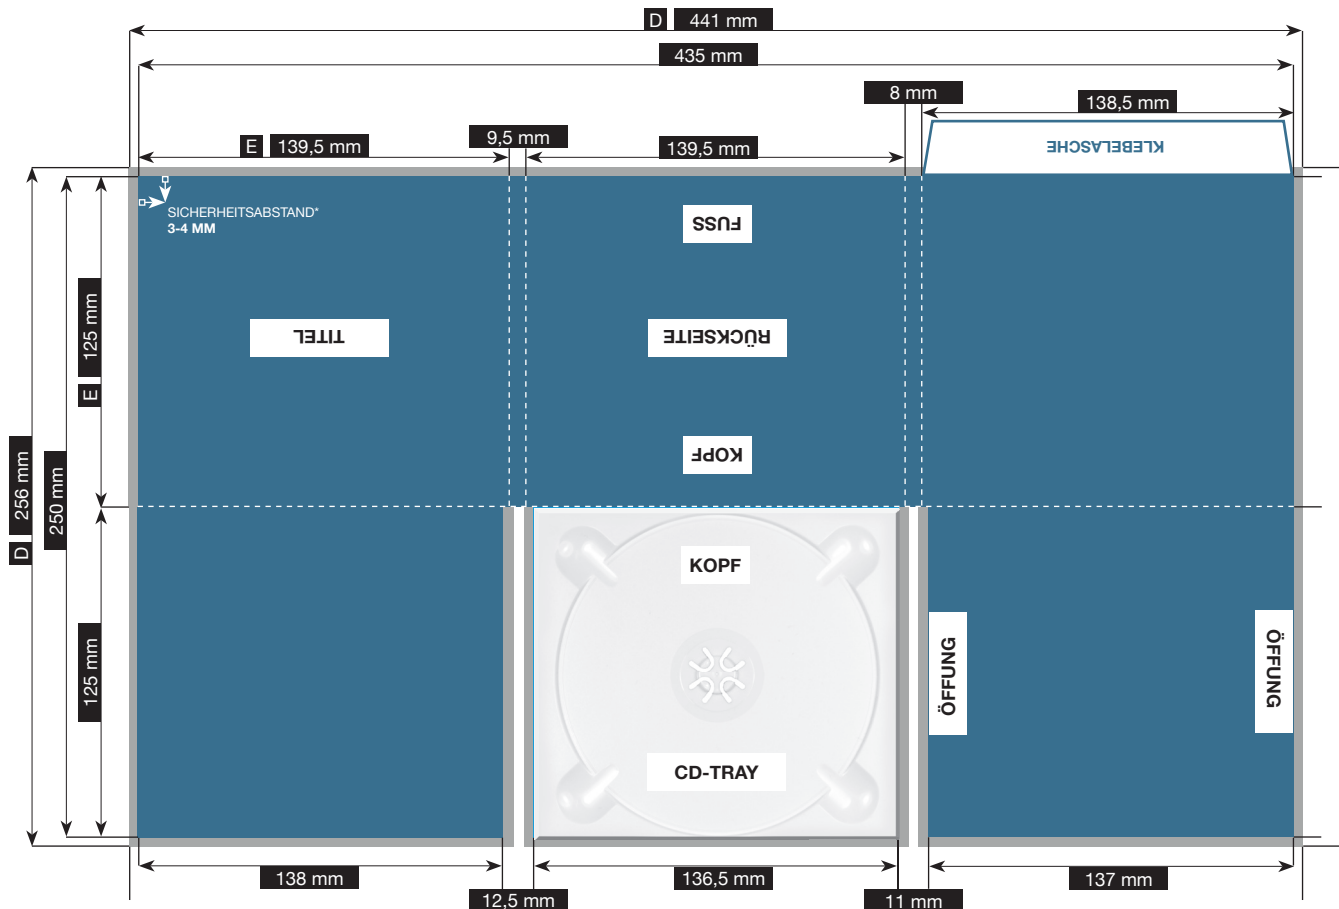 D 441 mm
435 mm
8 mm
138,5 mm
9,5 mm
E 139,5 mm
139,5 mm
KLEBELASCHE
SICHERHEITSABSTAND*
3-4 MM
FUSS
TITEL
RÜCKSEITE
KOPF
E 125 mm
D 256 mm
250 mm
125 mm
KOPF
ÖFFUNG
ÖFFUNG
CD-TRAY
138 mm
136,5 mm
137 mm
12,5 mm
11 mm